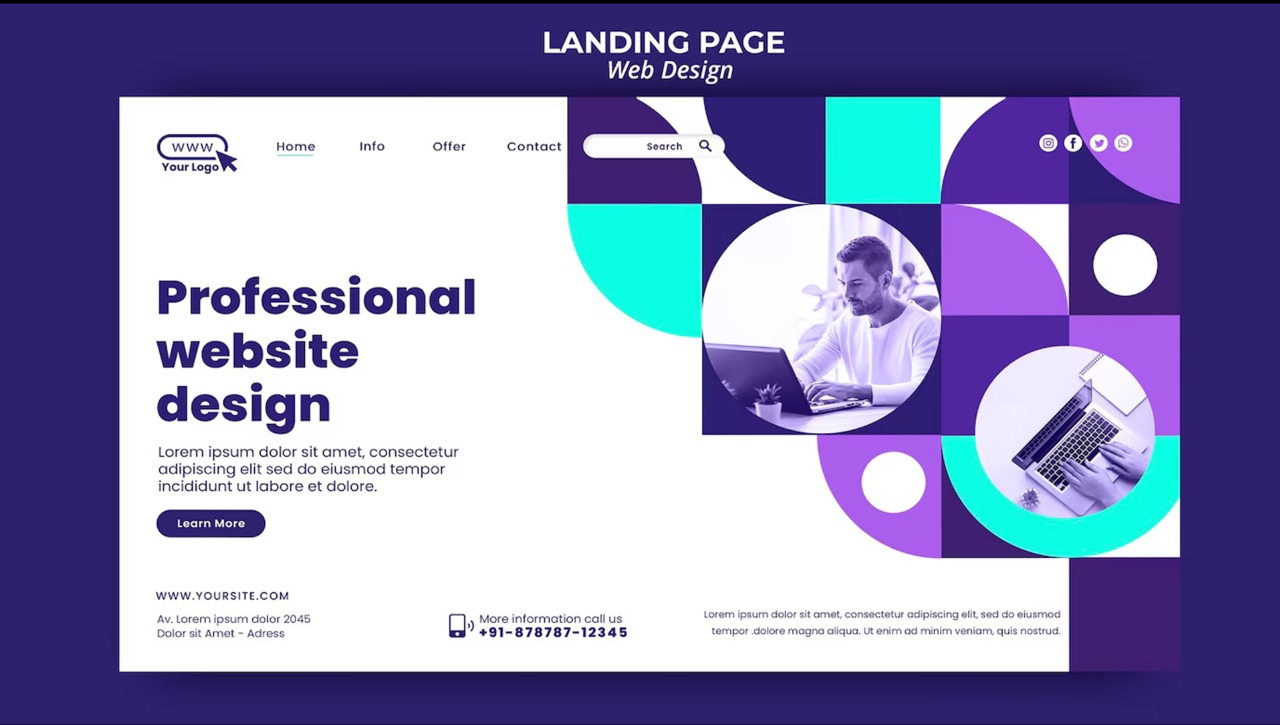 LANDING PAGE
Web Design
WWW
Your Logo
Home
Info
Offer
Contact
Search
Professional
website
design
Lorem ipsum dolor sit amet, consectetur
adipiscing elit sed do eiusmod tempor
incididunt ut labore et dolore.
Learn More
WWW.YOURSITE.COM
Av. Lorem ipsum dolor 2045
Dolor sit Amet - Adress
More information call us
+91-878787-12345
Lorem ipsum dolor sit amet, consectetur adipiscing elit, sed do eiusmod
tempor .dolore magna aliqua. Ut enim ad minim veniam, quis nostrud.